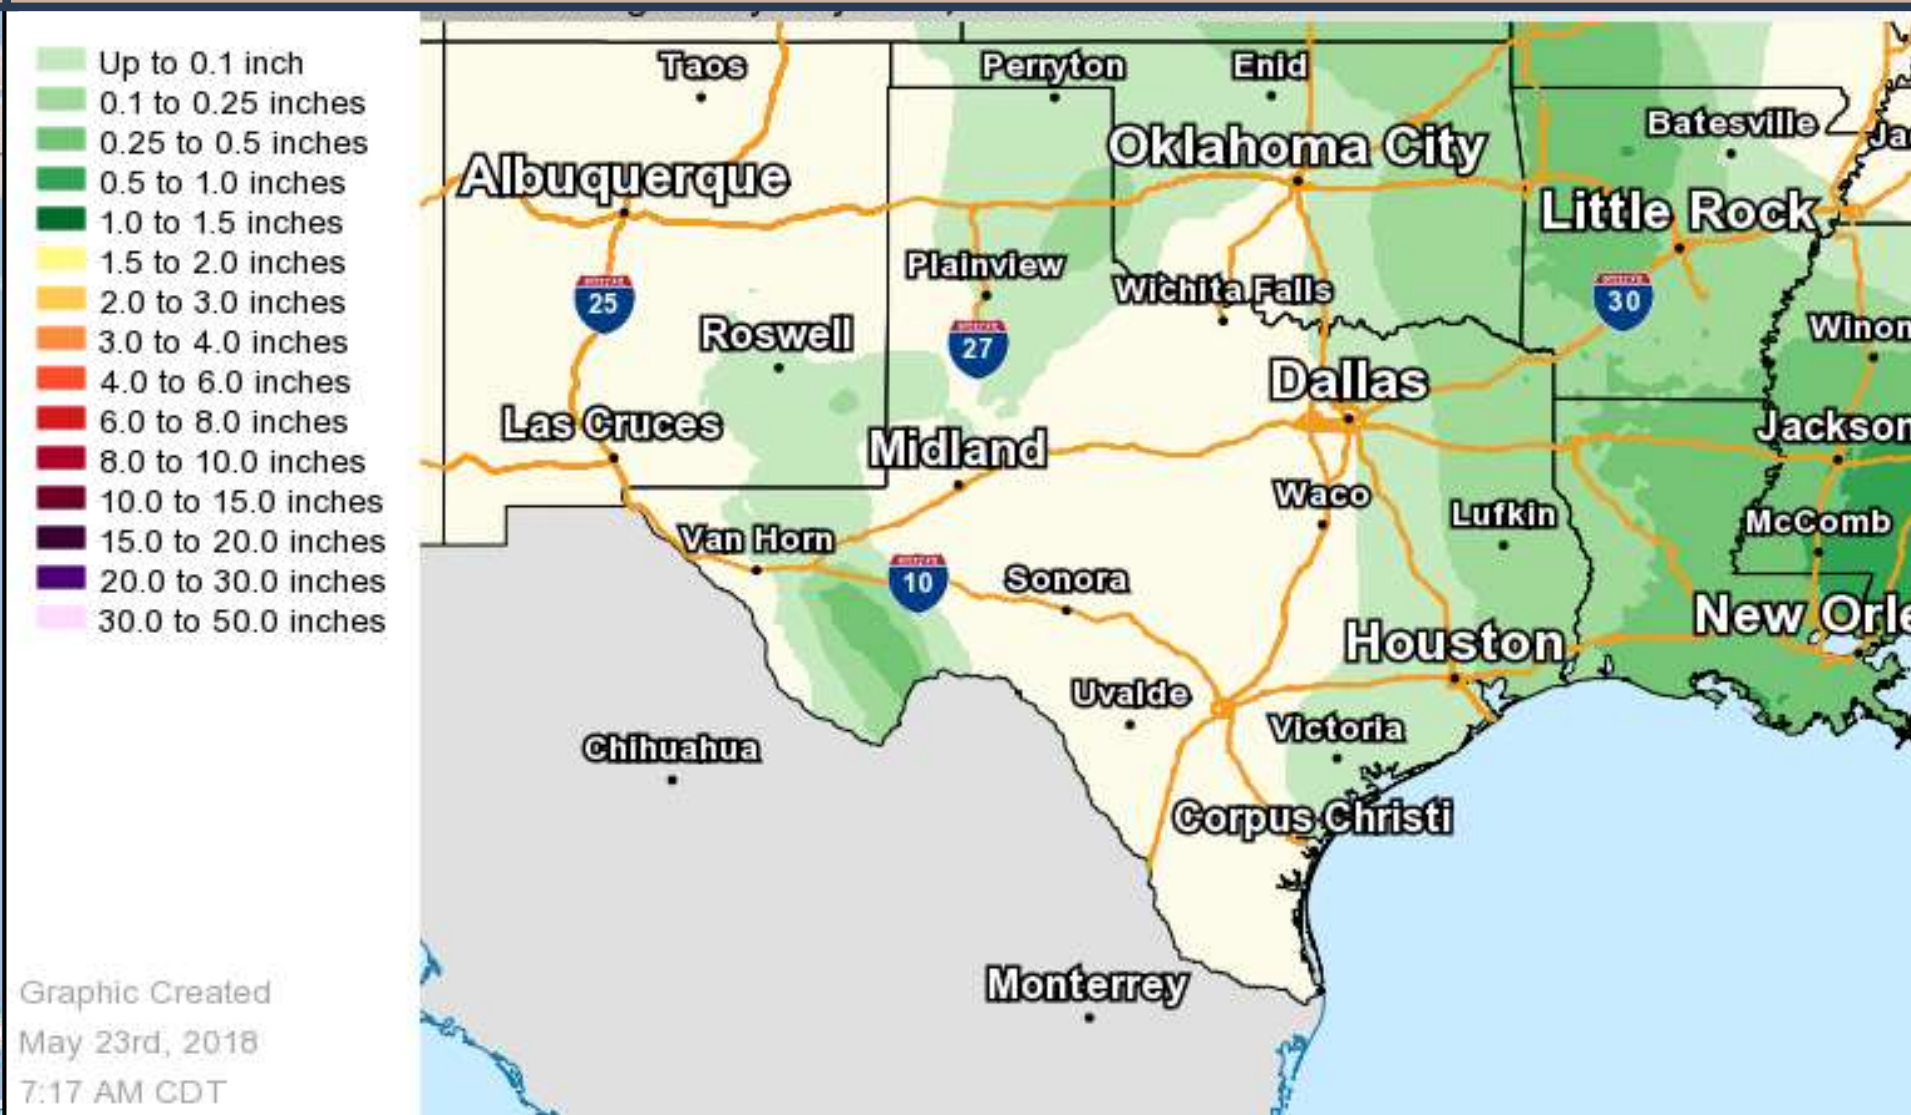 Up to 0.1 inch
0.1 to 0.25 inches
0.25 to 0.5 inches
0.5 to 1.0 inches
1.0 to 1.5 inches
1.5 to 2.0 inches
2.0 to 3.0 inches
3.0 to 4.0 inches
4.0 to 6.0 inches
6.0 to 8.0 inches
8.0 to 10.0 inches
10.0 to 15.0 inches
15.0 to 20.0 inches
20.0 to 30.0 inches
30.0 to 50.0 inches
Graphic Created
May 23rd, 2018
7:17 AM CDT
Taos
Perryton
Enid
Batesville
Ja
Oklahoma City
Albuquerque
Little Rock
Plainview
Wichita Falls
25
30
Roswell
27
Winon
Dallas
Las Cruces
Midland
Jackson
Waco
Lufkin
McComb
Van Horn
10
Sonora
New Orle
Houston
Uvalde
Victoria
Chihuahua
Corpus Christi
Monterrey